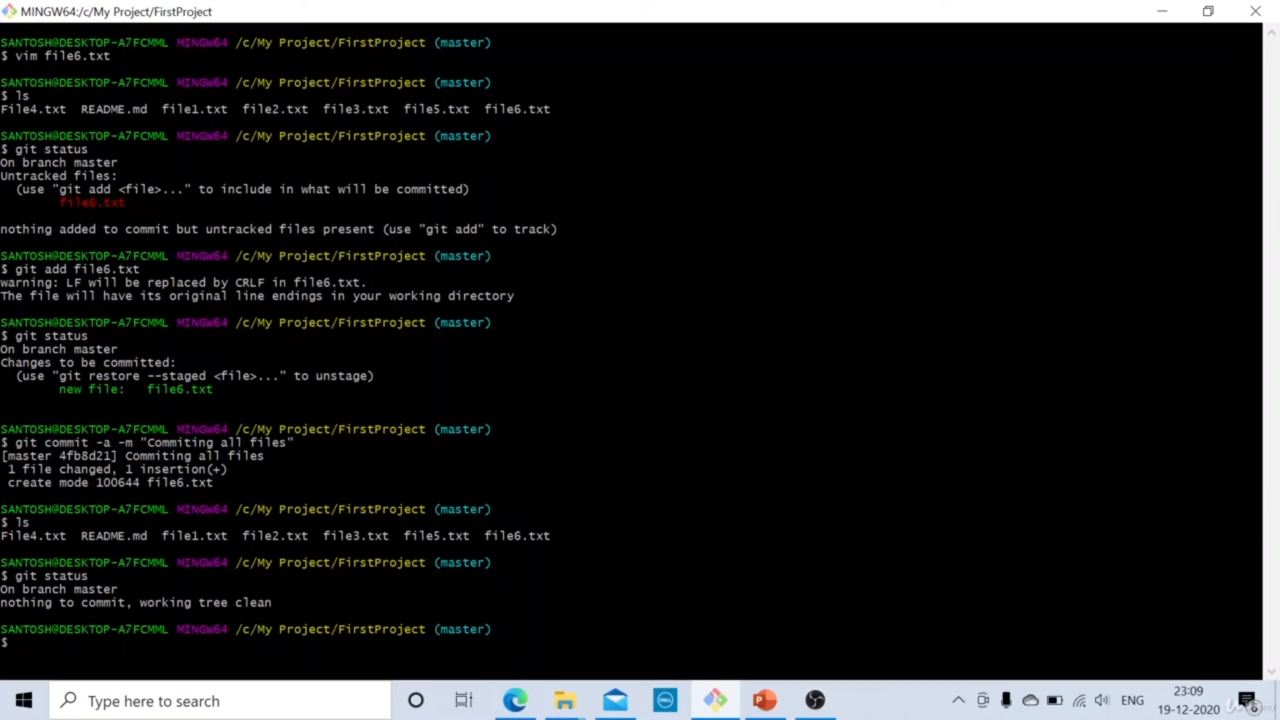 MINGW64:/c/My Project/FirstProject
SANTOSH@DESKTOP-A7FCMML MINGW64 /c/My Project/FirstProject (master)
$ vim file6.txt
SANTOSH@DESKTOP-A7FCMML MINGW64 /c/My Project/FirstProject (master)
$ ls
File4.txt  README.md  file1.txt  file2.txt  file3.txt  file5.txt  file6.txt
SANTOSH@DESKTOP-A7FCMML MINGW64 /c/My Project/FirstProject (master)
$ git status
On branch master
Untracked files:
  (use "git add <file>..." to include in what will be committed)
        file6.txt
nothing added to commit but untracked files present (use "git add" to track)
SANTOSH@DESKTOP-A7FCMML MINGW64 /c/My Project/FirstProject (master)
$ git add file6.txt
warning: LF will be replaced by CRLF in file6.txt.
The file will have its original line endings in your working directory
SANTOSH@DESKTOP-A7FCMML MINGW64 /c/My Project/FirstProject (master)
$ git status
On branch master
Changes to be committed:
  (use "git restore --staged <file>..." to unstage)
        new file:   file6.txt
SANTOSH@DESKTOP-A7FCMML MINGW64 /c/My Project/FirstProject (master)
$ git commit -a -m "Commiting all files"
[master 4fb8d21] Commiting all files
 1 file changed, 1 insertion(+)
 create mode 100644 file6.txt
SANTOSH@DESKTOP-A7FCMML MINGW64 /c/My Project/FirstProject (master)
$ ls
File4.txt  README.md  file1.txt  file2.txt  file3.txt  file5.txt  file6.txt
SANTOSH@DESKTOP-A7FCMML MINGW64 /c/My Project/FirstProject (master)
$ git status
On branch master
nothing to commit, working tree clean
SANTOSH@DESKTOP-A7FCMML MINGW64 /c/My Project/FirstProject (master)
$
Type here to search
DELL
ENG
23:09
19-12-2020